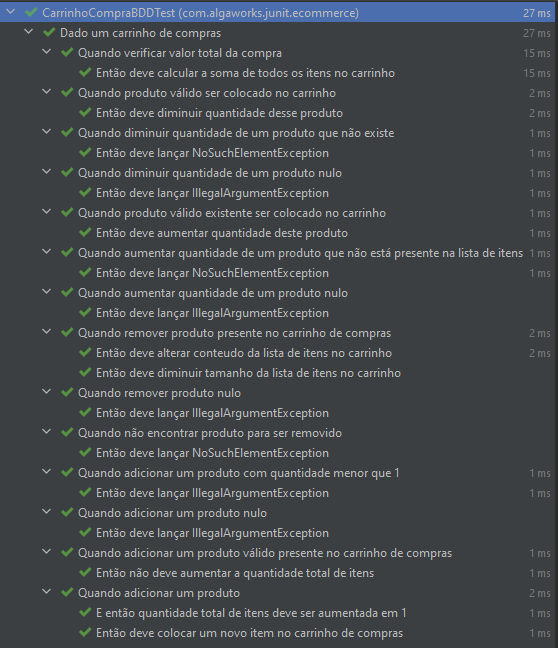 CarrinhoCompraBDDTest (com.algaworks.junit.ecommerce) 27 ms
Dado um carrinho de compras 27 ms
Quando verificar valor total da compra 15 ms
Então deve calcular a soma de todos os itens no carrinho 15 ms
Quando produto válido ser colocado no carrinho 2 ms
Então deve diminuir quantidade desse produto 2 ms
Quando diminuir quantidade de um produto que não existe 1 ms
Então deve lançar NoSuchElementException 1 ms
Quando diminuir quantidade de um produto nulo 1 ms
Então deve lançar IllegalArgumentException 1 ms
Quando produto válido existente ser colocado no carrinho 1 ms
Então deve aumentar quantidade deste produto 1 ms
Quando aumentar quantidade de um produto que não está presente na lista de itens 1 ms
Então deve lançar NoSuchElementException 1 ms
Quando aumentar quantidade de um produto nulo 1 ms
Então deve lançar IllegalArgumentException 1 ms
Quando remover produto presente no carrinho de compras 2 ms
Então deve alterar conteudo da lista de itens no carrinho 2 ms
Então deve diminuir tamanho da lista de itens no carrinho
Quando remover produto nulo
Então deve lançar IllegalArgumentException
Quando não encontrar produto para ser removido
Então deve lançar NoSuchElementException
Quando adicionar um produto com quantidade menor que 1 1 ms
Então deve lançar IllegalArgumentException 1 ms
Quando adicionar um produto nulo
Então deve lançar IllegalArgumentException
Quando adicionar um produto válido presente no carrinho de compras 1 ms
Então não deve aumentar a quantidade total de itens 1 ms
Quando adicionar um produto 2 ms
E então quantidade total de itens deve ser aumentada em 1 1 ms
Então deve colocar um novo item no carrinho de compras 1 ms